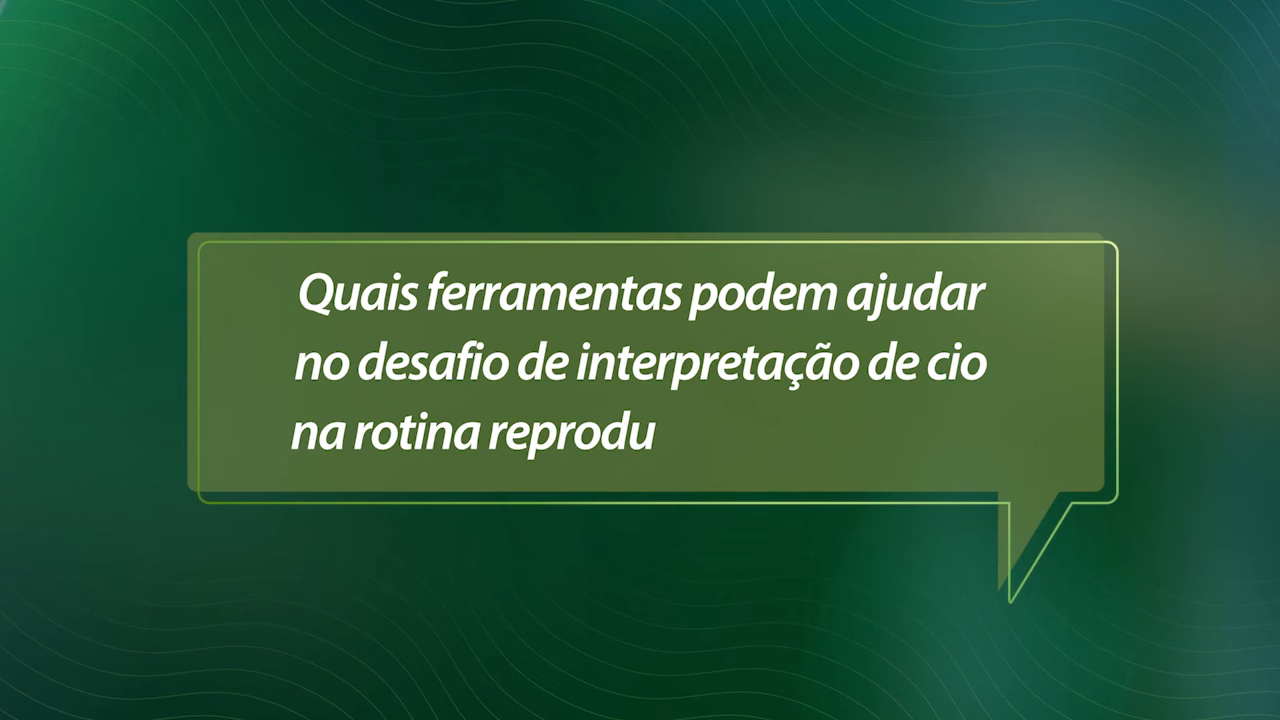 Quais ferramentas podem ajudar
no desafio de interpretação de cio
na rotina reprodu